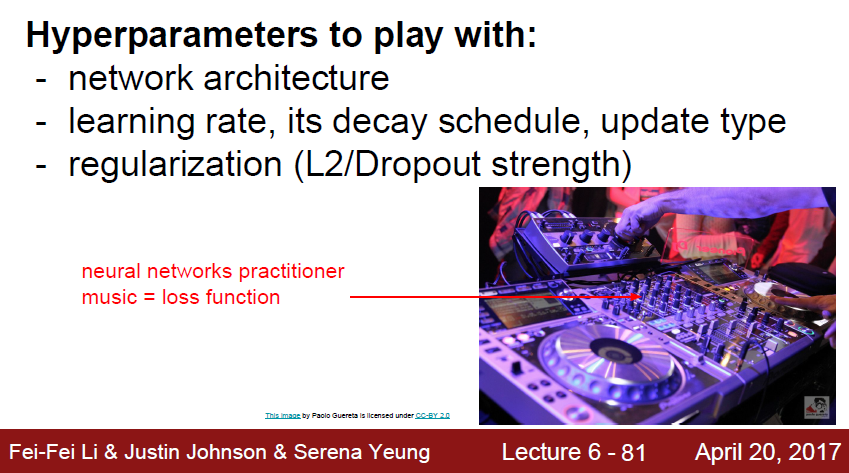 Hyperparameters to play with:
- network architecture
- learning rate, its decay schedule, update type
- regularization (L2/Dropout strength)
neural networks practitioner
music = loss function
This image by Paolo Guereta is licensed under CC-BY 2.0
Fei-Fei Li & Justin Johnson & Serena Yeung
Lecture 6 - 81
April 20, 2017